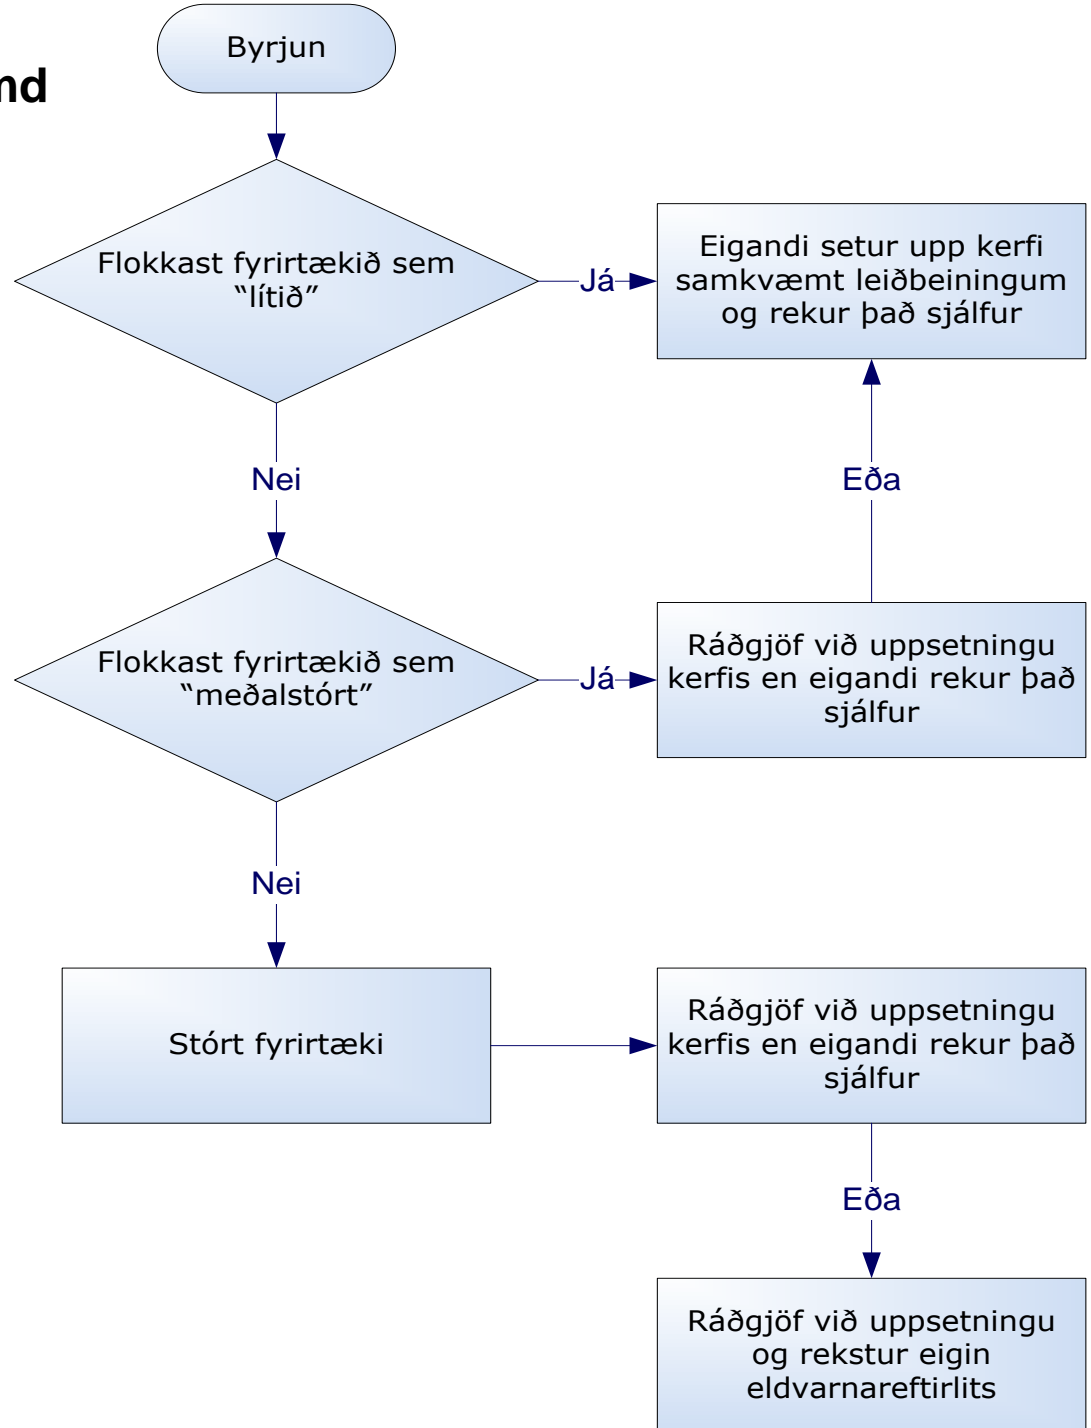 Byrjun
md
Flokkast fyrirtækið sem
“lítið”
Já
Eigandi setur upp kerfi
samkvæmt leiðbeiningum
og rekur það sjálfur
Nei
Eða
Flokkast fyrirtækið sem
“meðalstórt”
Já
Ráðgjöf við uppsetningu
kerfis en eigandi rekur það
sjálfur
Nei
Stórt fyrirtæki
Ráðgjöf við uppsetningu
kerfis en eigandi rekur það
sjálfur
Eða
Ráðgjöf við uppsetningu
og rekstur eigin
eldvarnareftirlits